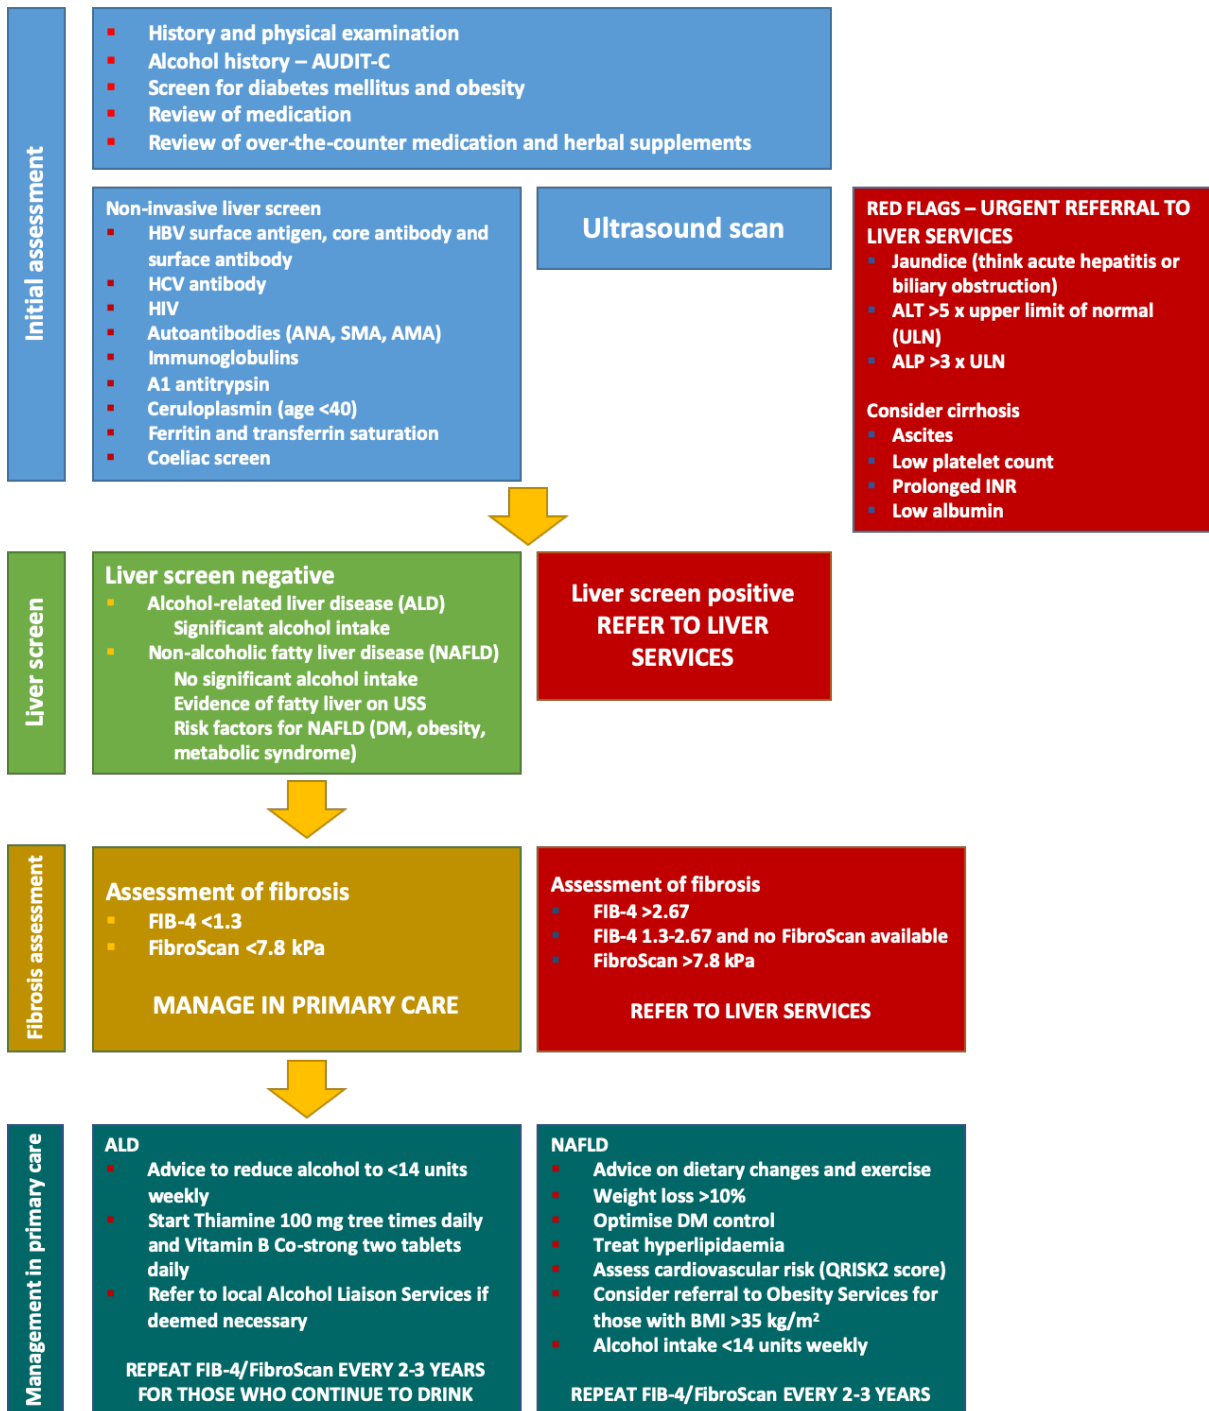 Initial assessment
History and physical examination
Alcohol history – AUDIT-C
Screen for diabetes mellitus and obesity
Review of medication
Review of over-the-counter medication and herbal supplements
Non-invasive liver screen
HBV surface antigen, core antibody and
surface antibody
HCV antibody
HIV
Autoantibodies (ANA, SMA, AMA)
Immunoglobulins
A1 antitrypsin
Ceruloplasmin (age <40)
Ferritin and transferrin saturation
Coeliac screen
Ultrasound scan
RED FLAGS – URGENT REFERRAL TO
LIVER SERVICES
Jaundice (think acute hepatitis or
biliary obstruction)
ALT >5 x upper limit of normal
(ULN)
ALP >3 x ULN
Consider cirrhosis
Ascites
Low platelet count
Prolonged INR
Low albumin
Liver screen
Liver screen negative
Alcohol-related liver disease (ALD)
Significant alcohol intake
Non-alcoholic fatty liver disease (NAFLD)
No significant alcohol intake
Evidence of fatty liver on USS
Risk factors for NAFLD (DM, obesity,
metabolic syndrome)
Liver screen positive
REFER TO LIVER
SERVICES
Fibrosis assessment
Assessment of fibrosis
FIB-4 <1.3
FibroScan <7.8 kPa
MANAGE IN PRIMARY CARE
Assessment of fibrosis
FIB-4 >2.67
FIB-4 1.3-2.67 and no FibroScan available
FibroScan >7.8 kPa
REFER TO LIVER SERVICES
Management in primary care
ALD
Advice to reduce alcohol to <14 units
weekly
Start Thiamine 100 mg tree times daily
and Vitamin B Co-strong two tablets
daily
Refer to local Alcohol Liaison Services if
deemed necessary
REPEAT FIB-4/FibroScan EVERY 2-3 YEARS
FOR THOSE WHO CONTINUE TO DRINK
NAFLD
Advice on dietary changes and exercise
Weight loss >10%
Optimise DM control
Treat hyperlipidaemia
Assess cardiovascular risk (QRISK2 score)
Consider referral to Obesity Services for
those with BMI >35 kg/m²
Alcohol intake <14 units weekly
REPEAT FIB-4/FibroScan EVERY 2-3 YEARS